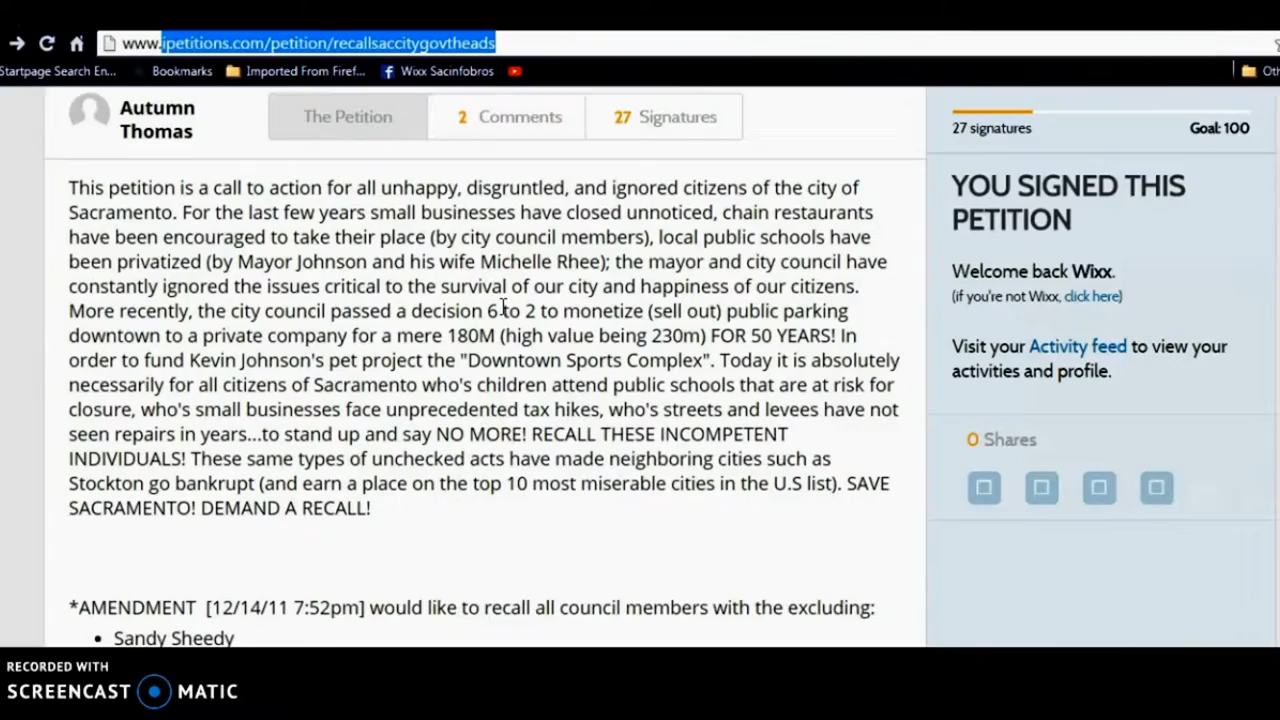 www.ipetitions.com/petition/recallsaccitygovtheads
Startpage Search En... Bookmarks Imported From Firef... Wixx Sacinfobros
Autumn
Thomas
The Petition 2 Comments 27 Signatures
This petition is a call to action for all unhappy, disgruntled, and ignored citizens of the city of
Sacramento. For the last few years small businesses have closed unnoticed, chain restaurants
have been encouraged to take their place (by city council members), local public schools have
been privatized (by Mayor Johnson and his wife Michelle Rhee); the mayor and city council have
constantly ignored the issues critical to the survival of our city and happiness of our citizens.
More recently, the city council passed a decision 6 to 2 to monetize (sell out) public parking
downtown to a private company for a mere 180M (high value being 230m) FOR 50 YEARS! In
order to fund Kevin Johnson's pet project the "Downtown Sports Complex". Today it is absolutely
necessarily for all citizens of Sacramento who's children attend public schools that are at risk for
closure, who's small businesses face unprecedented tax hikes, who's streets and levees have not
seen repairs in years...to stand up and say NO MORE! RECALL THESE INCOMPETENT
INDIVIDUALS! These same types of unchecked acts have made neighboring cities such as
Stockton go bankrupt (and earn a place on the top 10 most miserable cities in the U.S list). SAVE
SACRAMENTO! DEMAND A RECALL!
*AMENDMENT [12/14/11 7:52pm] would like to recall all council members with the excluding:
• Sandy Sheedy
27 signatures Goal: 100
YOU SIGNED THIS
PETITION
Welcome back Wixx.
(if you're not Wixx, click here)
Visit your Activity feed to view your
activities and profile.
0 Shares
RECORDED WITH
SCREENCAST MATIC